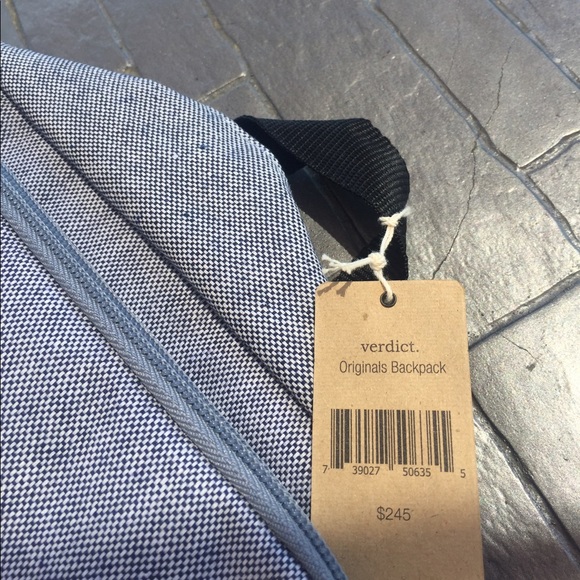 verdict.
Originals Backpack
7 39027 50635 5
$245